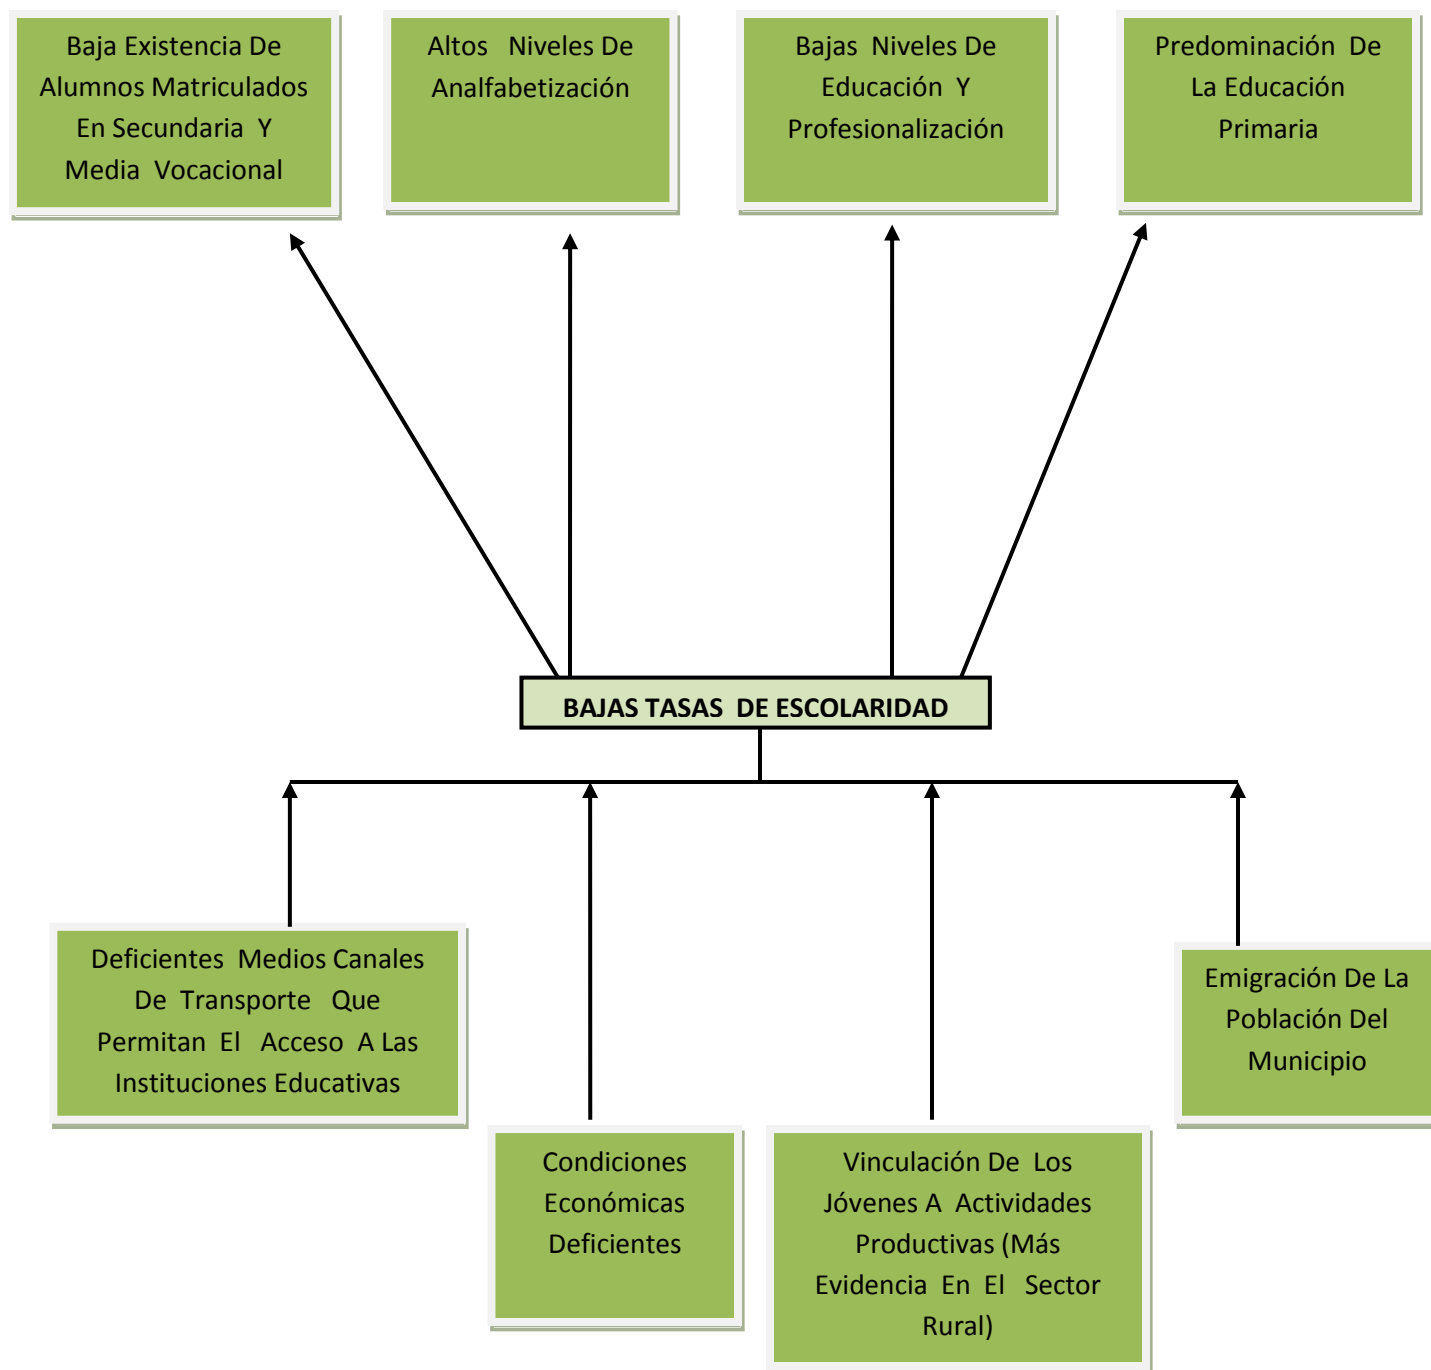 Baja Existencia De
Alumnos Matriculados
En Secundaria Y
Media Vocacional
Altos Niveles De
Analfabetización
Bajas Niveles De
Educación Y
Profesionalización
Predominación De
La Educación
Primaria
BAJAS TASAS DE ESCOLARIDAD
Deficientes Medios Canales
De Transporte Que
Permitan El Acceso A Las
Instituciones Educativas
Condiciones
Económicas
Deficientes
Vinculación De Los
Jóvenes A Actividades
Productivas (Más
Evidencia En El Sector
Rural)
Emigración De La
Población Del
Municipio